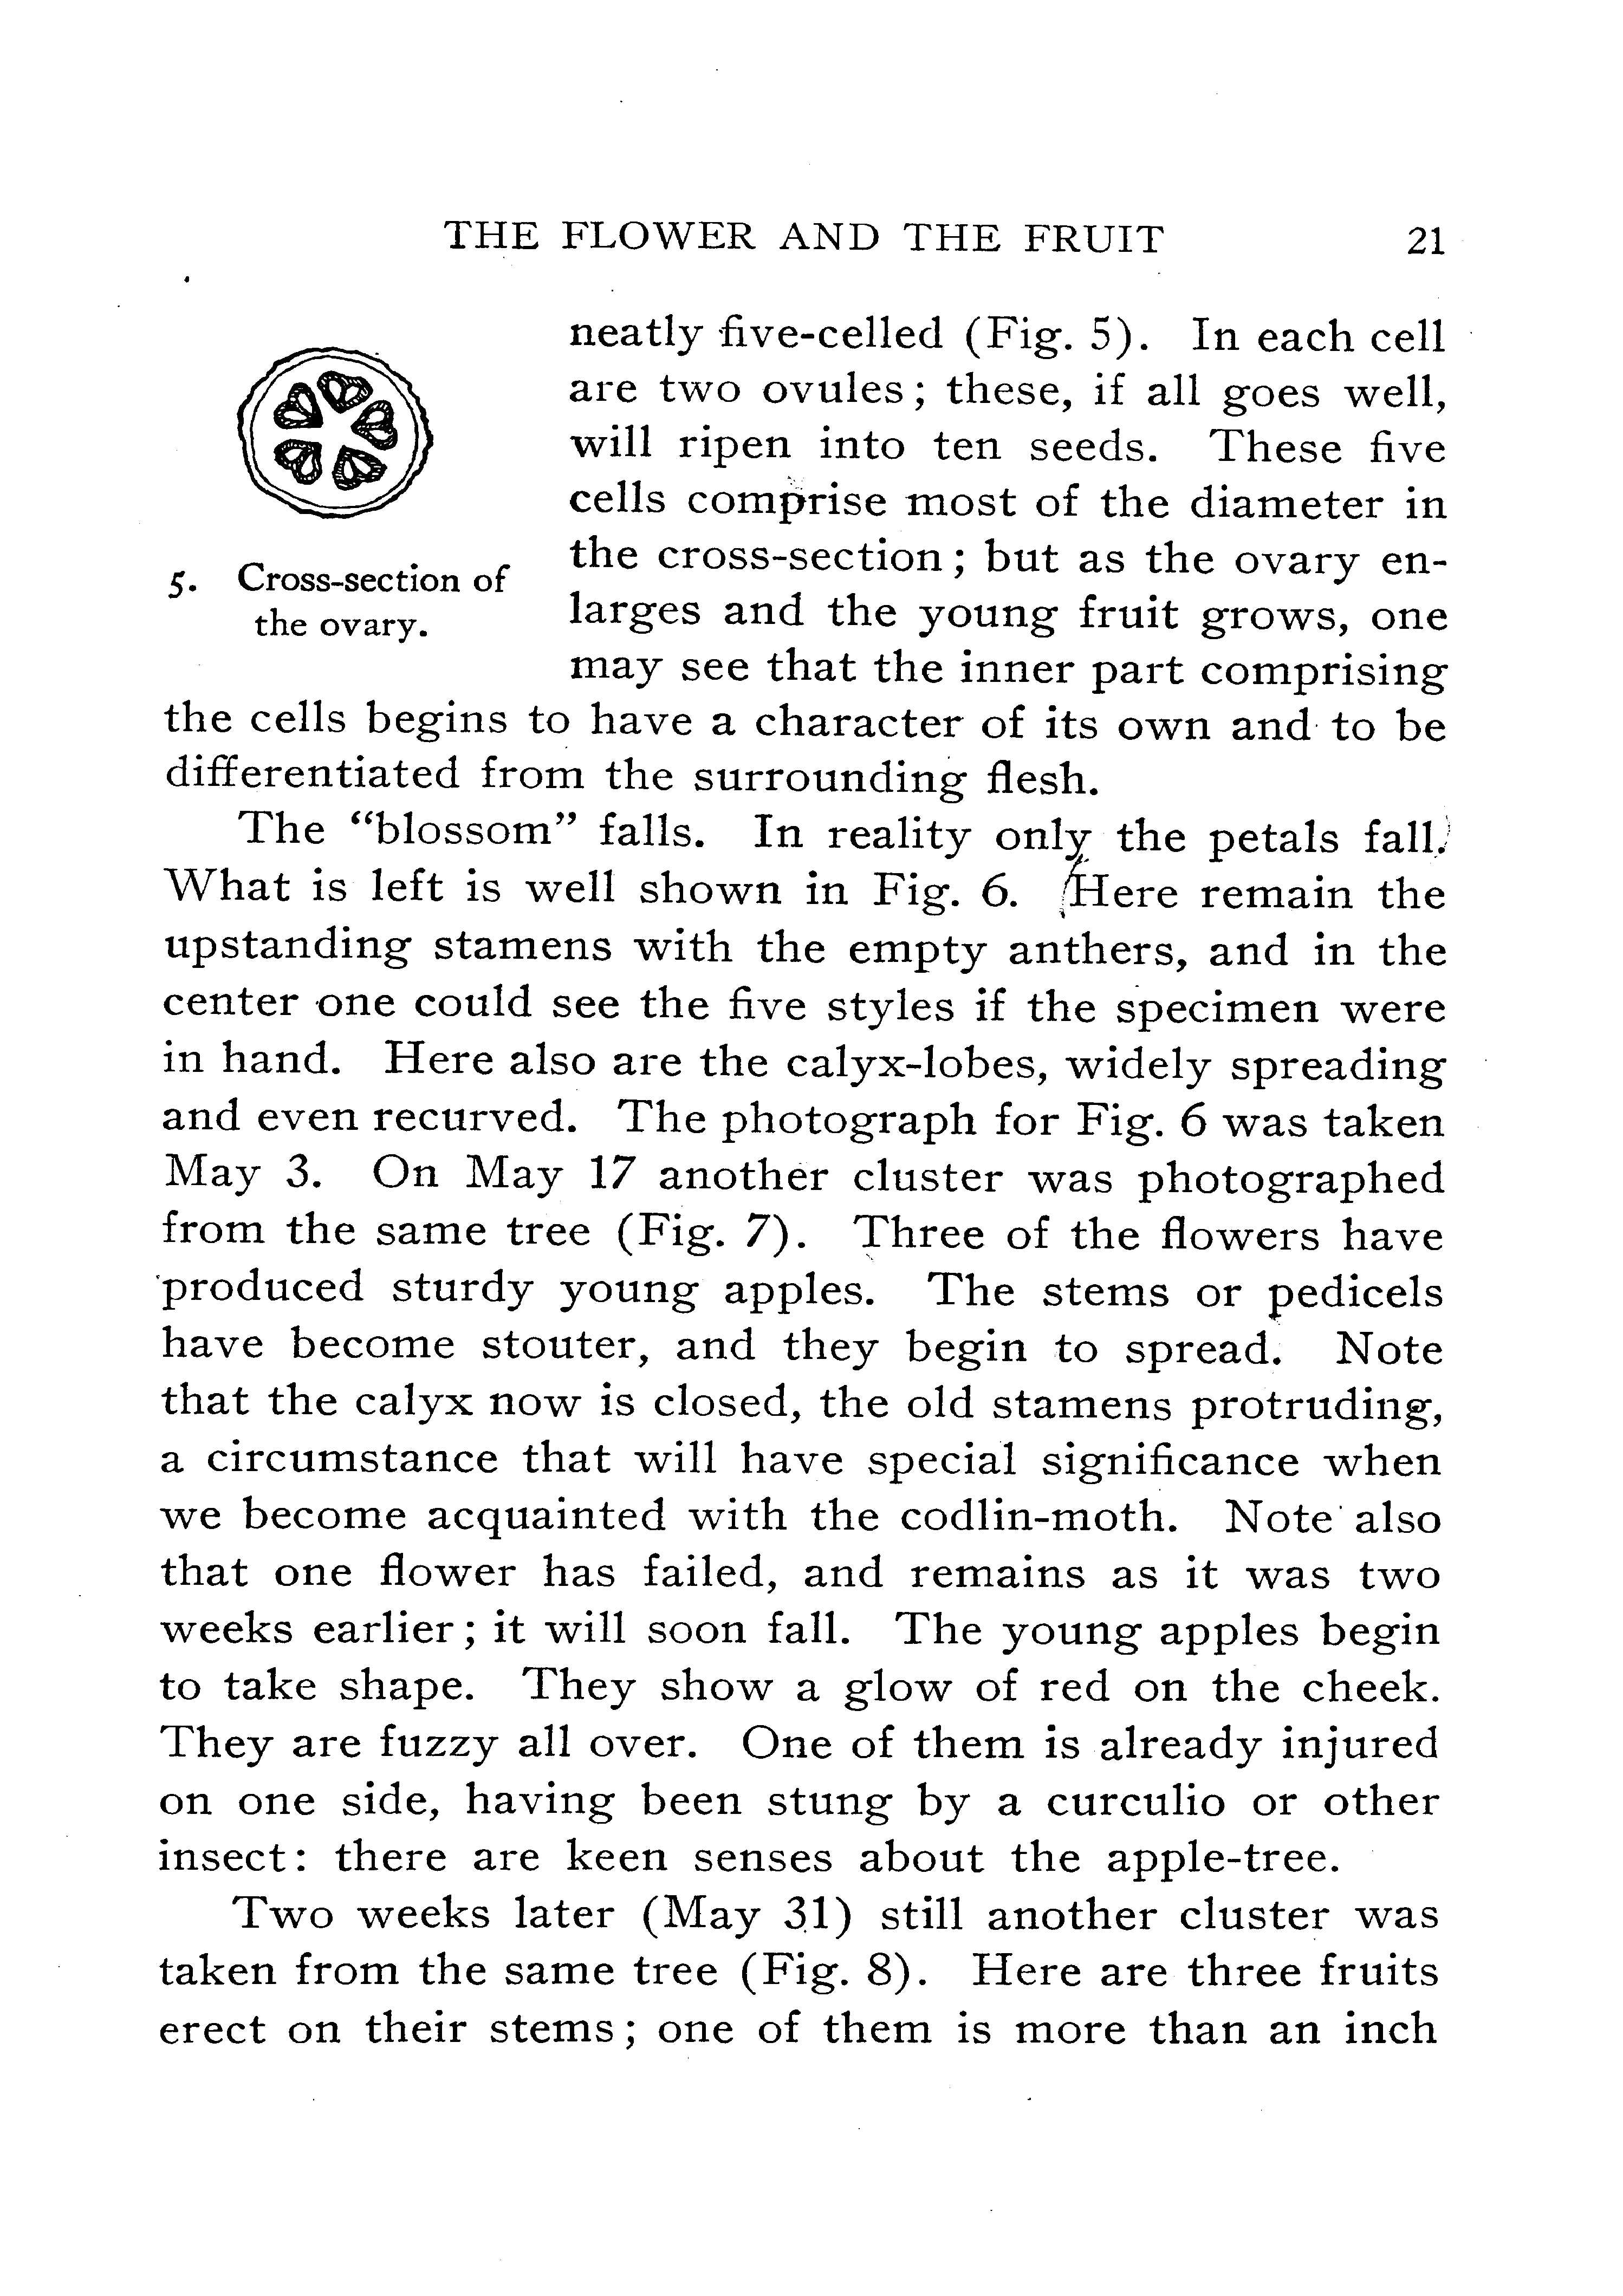 THE FLOWER AND THE FRUIT 21
5. Cross-section of
the ovary.
neatly five-celled (Fig. 5). In each cell
are two ovules; these, if all goes well,
will ripen into ten seeds. These five
cells comprise most of the diameter in
the cross-section; but as the ovary en-
larges and the young fruit grows, one
may see that the inner part comprising
the cells begins to have a character of its own and to be
differentiated from the surrounding flesh.
The “blossom” falls. In reality only the petals fall.
What is left is well shown in Fig. 6. Here remain the
upstanding stamens with the empty anthers, and in the
center one could see the five styles if the specimen were
in hand. Here also are the calyx-lobes, widely spreading
and even recurved. The photograph for Fig. 6 was taken
May 3. On May 17 another cluster was photographed
from the same tree (Fig. 7). Three of the flowers have
produced sturdy young apples. The stems or pedicels
have become stouter, and they begin to spread. Note
that the calyx now is closed, the old stamens protruding,
a circumstance that will have special significance when
we become acquainted with the codlin-moth. Note also
that one flower has failed, and remains as it was two
weeks earlier; it will soon fall. The young apples begin
to take shape. They show a glow of red on the cheek.
They are fuzzy all over. One of them is already injured
on one side, having been stung by a curculio or other
insect: there are keen senses about the apple-tree.
Two weeks later (May 31) still another cluster was
taken from the same tree (Fig. 8). Here are three fruits
erect on their stems; one of them is more than an inch